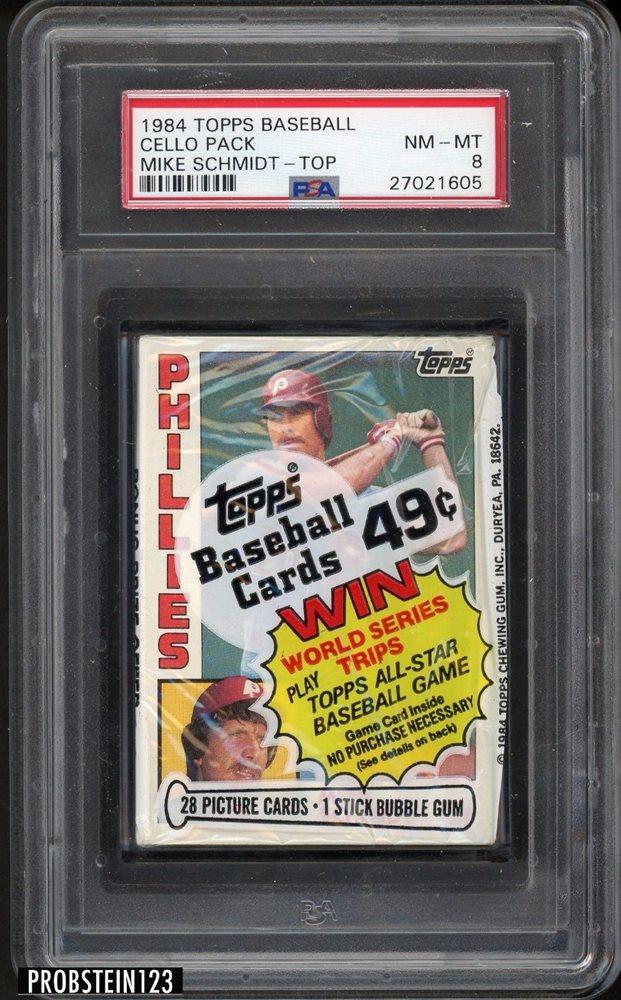 1984 TOPPS BASEBALL
CELLO PACK
MIKE SCHMIDT – TOP
NM – MT
8
27021605
PSA
PHILLIES
Topps
Topps
Baseball
Cards
49¢
WIN
WORLD SERIES
TRIPS
PLAY
TOPPS ALL-STAR
BASEBALL GAME
Game Card Inside
NO PURCHASE NECESSARY
(See details on back)
28 PICTURE CARDS • 1 STICK BUBBLE GUM
© 1984 TOPPS CHEWING GUM, INC., DURYEA, PA. 18642.
PSA
PROBSTEIN123